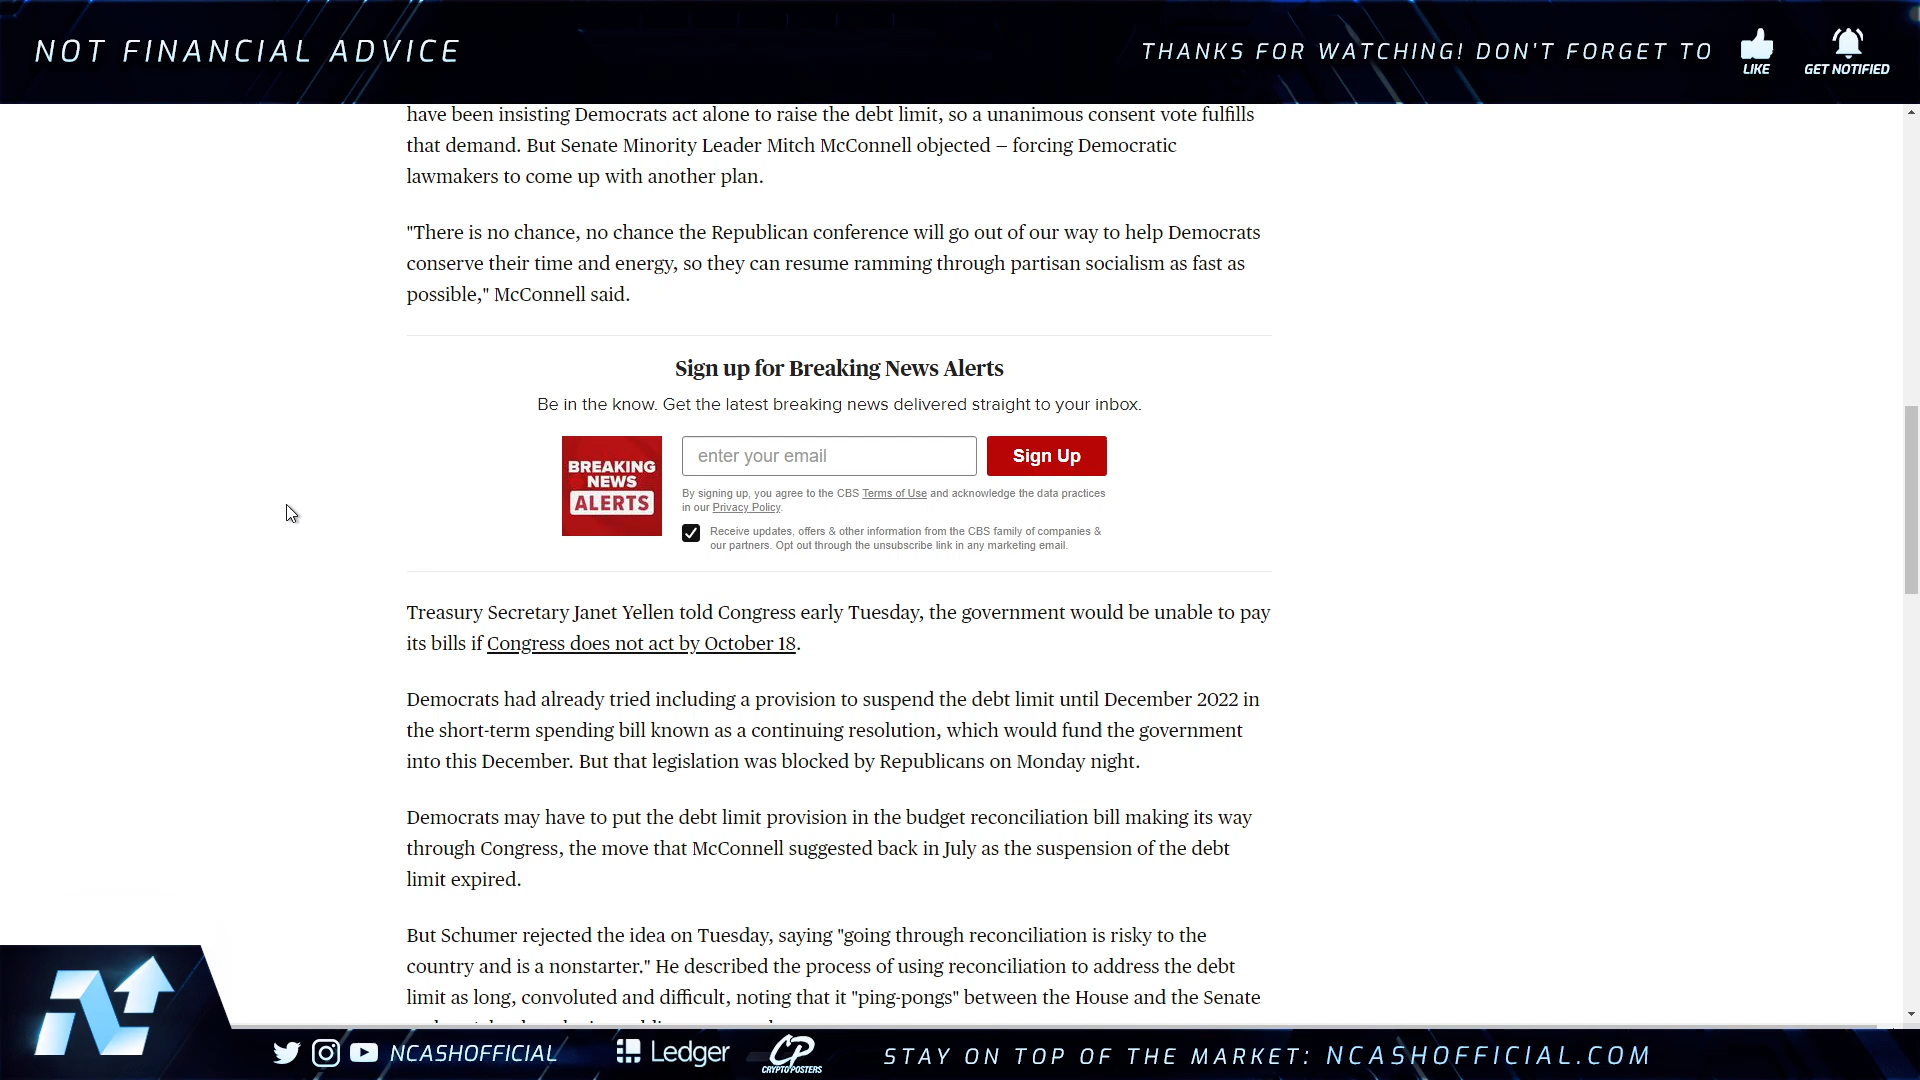 NOT FINANCIAL ADVICE
THANKS FOR WATCHING! DON'T FORGET TO
LIKE
GET NOTIFIED
have been insisting Democrats act alone to raise the debt limit, so a unanimous consent vote fulfills
that demand. But Senate Minority Leader Mitch McConnell objected – forcing Democratic
lawmakers to come up with another plan.
"There is no chance, no chance the Republican conference will go out of our way to help Democrats
conserve their time and energy, so they can resume ramming through partisan socialism as fast as
possible," McConnell said.
Sign up for Breaking News Alerts
Be in the know. Get the latest breaking news delivered straight to your inbox.
BREAKING
NEWS
ALERTS
enter your email
Sign Up
By signing up, you agree to the CBS Terms of Use and acknowledge the data practices
in our Privacy Policy.
Receive updates, offers & other information from the CBS family of companies &
our partners. Opt out through the unsubscribe link in any marketing email.
Treasury Secretary Janet Yellen told Congress early Tuesday, the government would be unable to pay
its bills if Congress does not act by October 18.
Democrats had already tried including a provision to suspend the debt limit until December 2022 in
the short-term spending bill known as a continuing resolution, which would fund the government
into this December. But that legislation was blocked by Republicans on Monday night.
Democrats may have to put the debt limit provision in the budget reconciliation bill making its way
through Congress, the move that McConnell suggested back in July as the suspension of the debt
limit expired.
But Schumer rejected the idea on Tuesday, saying "going through reconciliation is risky to the
country and is a nonstarter." He described the process of using reconciliation to address the debt
limit as long, convoluted and difficult, noting that it "ping-pongs" between the House and the Senate
NCASHOFFICIAL
Ledger
CP
CRYPTO POSTERS
STAY ON TOP OF THE MARKET: NCASHOFFICIAL.COM